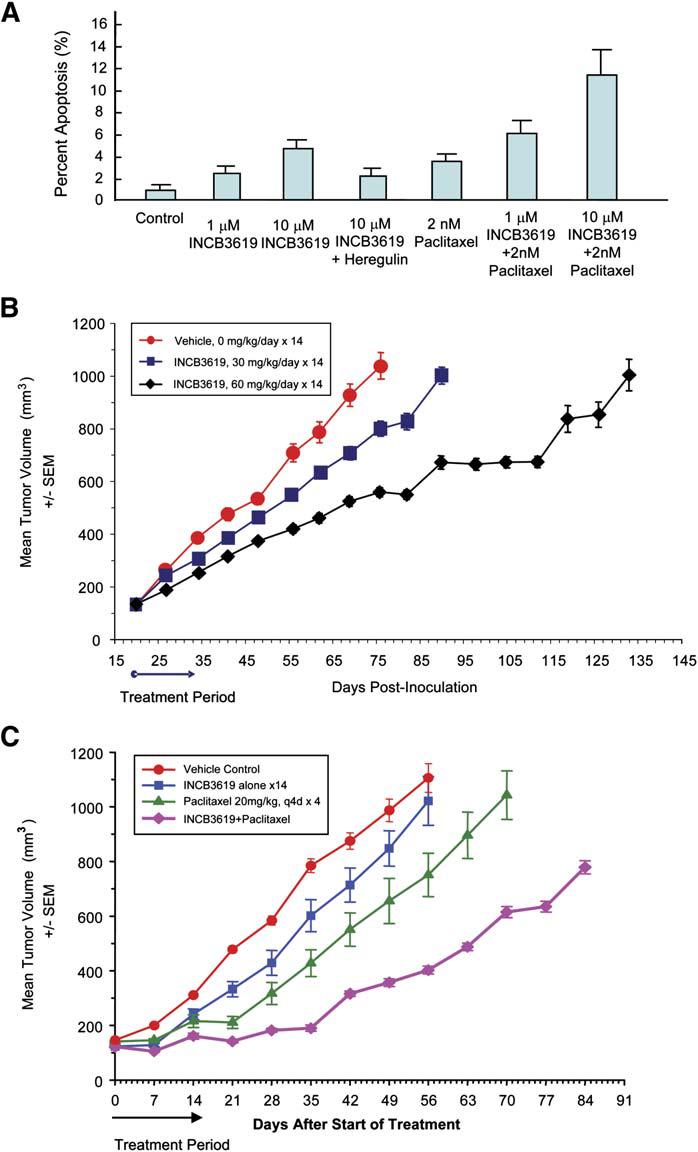 A
Percent Apoptosis (%)
16
14
12
10
8
6
4
2
0
Control
1 μM
INCB3619
10 μM
INCB3619
10 μM
INCB3619
+ Heregulin
2 nM
Paclitaxel
1 μM
INCB3619
+2nM
Paclitaxel
10 μM
INCB3619
+2nM
Paclitaxel
B
Mean Tumor Volume (mm³)
+/- SEM
1200
1000
800
600
400
200
0
Vehicle, 0 mg/kg/day x 14
INCB3619, 30 mg/kg/day x 14
INCB3619, 60 mg/kg/day x 14
15 25 35 45 55 65 75 85 95 105 115 125 135 145
Treatment Period
Days Post-Inoculation
C
Mean Tumor Volume (mm³)
+/- SEM
1200
1000
800
600
400
200
0
Vehicle Control
INCB3619 alone x14
Paclitaxel 20mg/kg, q4d x 4
INCB3619+Paclitaxel
0 7 14 21 28 35 42 49 56 63 70 77 84 91
Days After Start of Treatment
Treatment Period